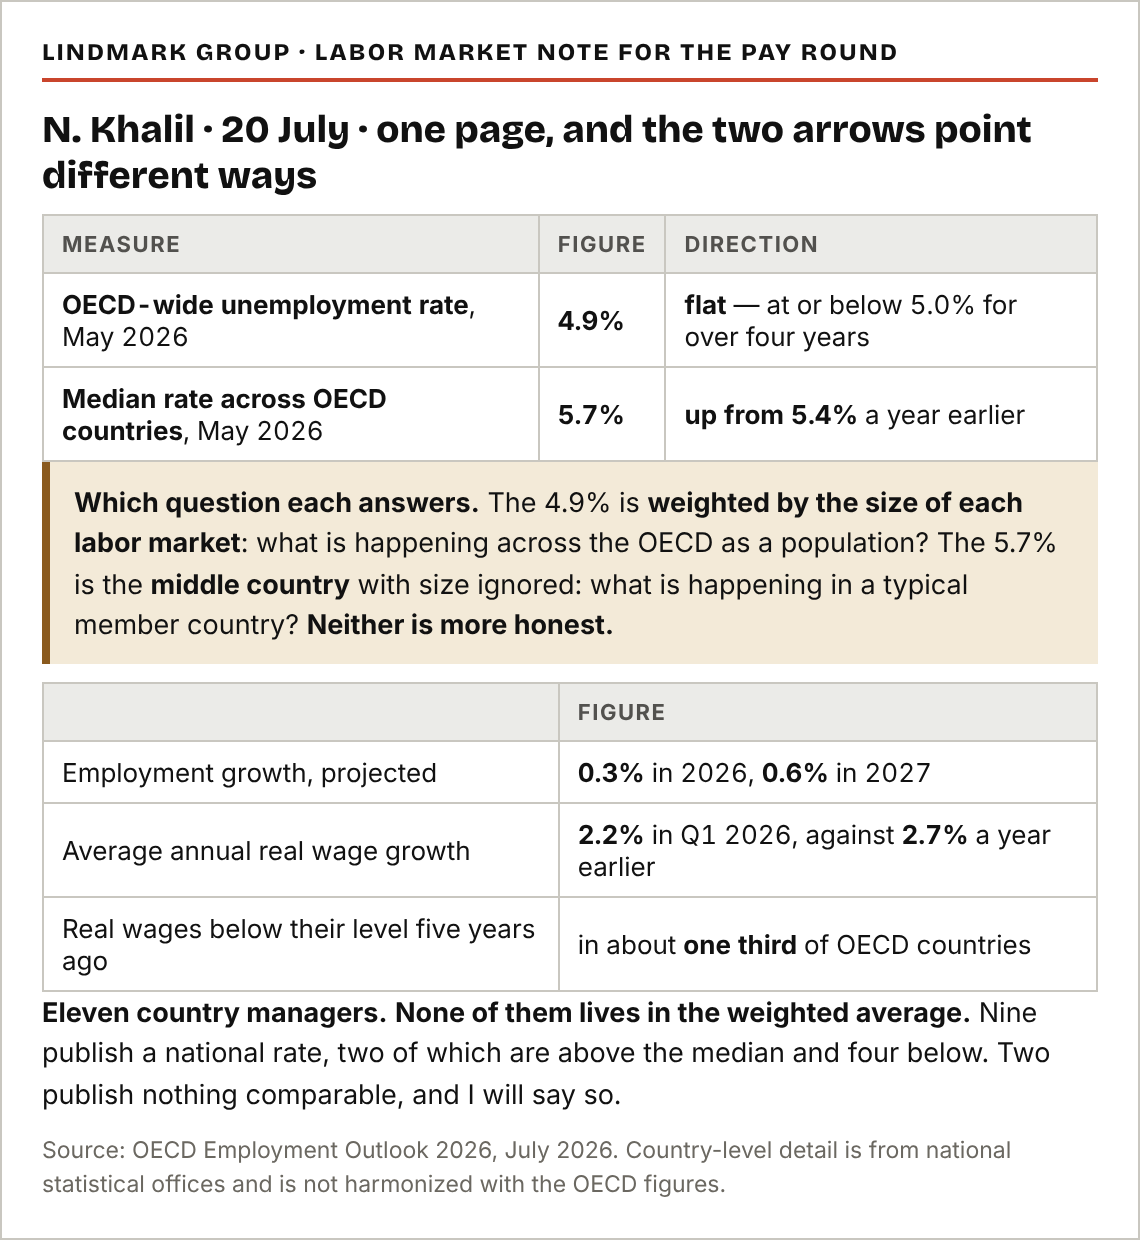 LINDMARK GROUP · LABOR MARKET NOTE FOR THE PAY ROUND
N. Khalil · 20 July · one page, and the two arrows point
different ways
MEASURE
FIGURE
DIRECTION
OECD-wide unemployment rate,
May 2026
4.9%
flat — at or below 5.0% for
over four years
Median rate across OECD
countries, May 2026
5.7%
up from 5.4% a year earlier
Which question each answers. The 4.9% is weighted by the size of each
labor market: what is happening across the OECD as a population? The 5.7%
is the middle country with size ignored: what is happening in a typical
member country? Neither is more honest.
FIGURE
Employment growth, projected
0.3% in 2026, 0.6% in 2027
Average annual real wage growth
2.2% in Q1 2026, against 2.7% a year
earlier
Real wages below their level five years
ago
in about one third of OECD countries
Eleven country managers. None of them lives in the weighted average. Nine
publish a national rate, two of which are above the median and four below. Two
publish nothing comparable, and I will say so.
Source: OECD Employment Outlook 2026, July 2026. Country-level detail is from national
statistical offices and is not harmonized with the OECD figures.